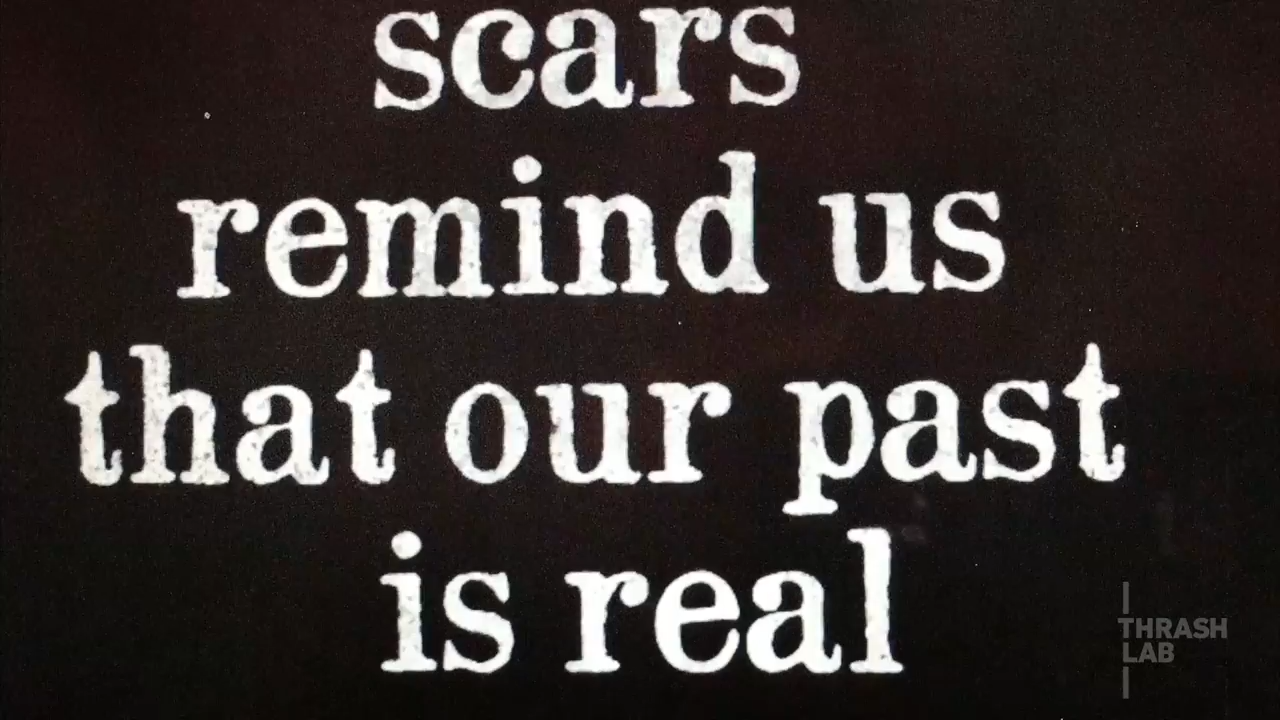 scars
remind us
that our past
is real
THRASH
LAB